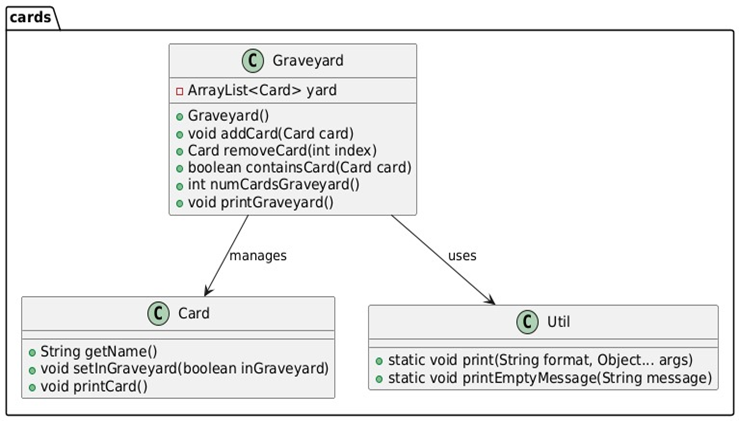 cards
C Graveyard
ArrayList<Card> yard
Graveyard()
void addCard(Card card)
Card removeCard(int index)
boolean containsCard(Card card)
int numCardsGraveyard()
void printGraveyard()
manages
uses
C Card
String getName()
void setInGraveyard(boolean inGraveyard)
void printCard()
C Util
static void print(String format, Object... args)
static void printEmptyMessage(String message)